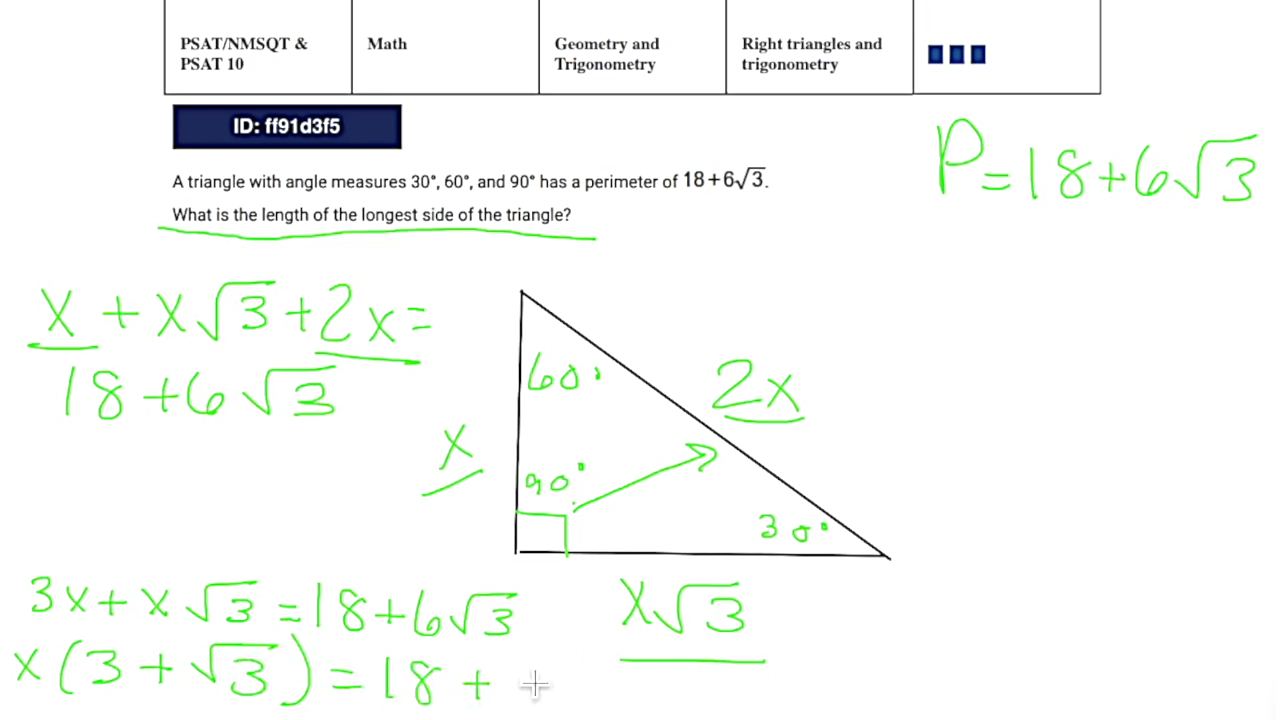 PSAT/NMSQT & Math Geometry and Right triangles and
PSAT 10 Trigonometry trigonometry
ID: ff91d3f5
P=18+6√3
A triangle with angle measures 30°, 60°, and 90° has a perimeter of 18+6√3.
What is the length of the longest side of the triangle?
x + x√3+2x=
18+6√3
60°
2x
x
90°
30°
x√3
3x+x√3=18+6√3
x(3+√3)=18+